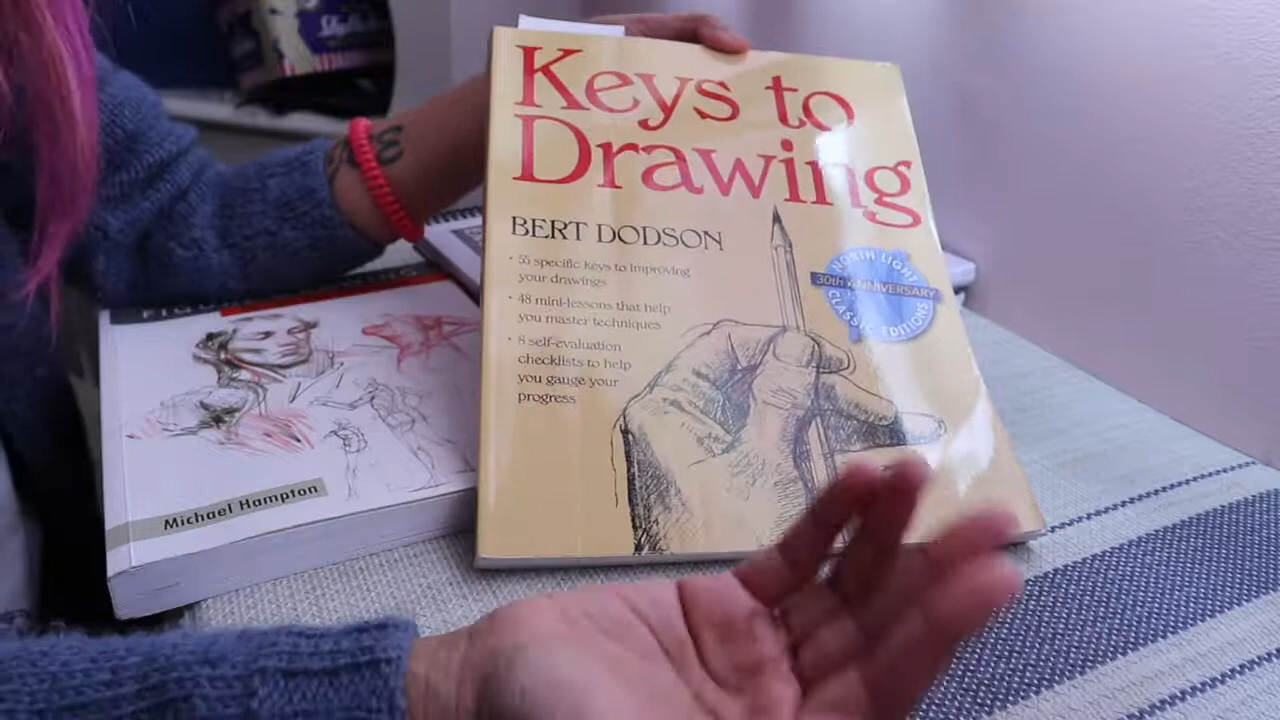 Keys to
Drawing
BERT DODSON
• 55 specific keys to improving
your drawings
• 48 mini-lessons that help
you master techniques
• 8 self-evaluation
checklists to help
you gauge your
progress
NORTH LIGHT
30th ANNIVERSARY
CLASSIC EDITIONS
Michael Hampton